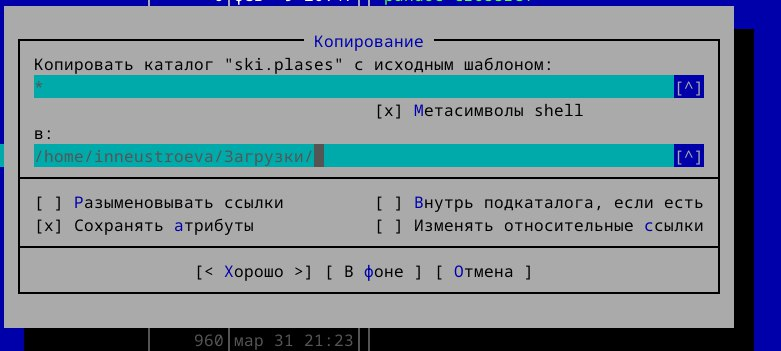 Копирование
Копировать каталог "ski.plases" с исходным шаблоном:
* [^]
[x] Метасимволы shell
в:
/home/inneustroeva/Загрузки/ [^]
[ ] Разыменовывать ссылки [ ] Внутрь подкаталога, если есть
[x] Сохранять атрибуты [ ] Изменять относительные ссылки
[< Хорошо >] [ В фоне ] [ Отмена ]
960 мар 31 21:23